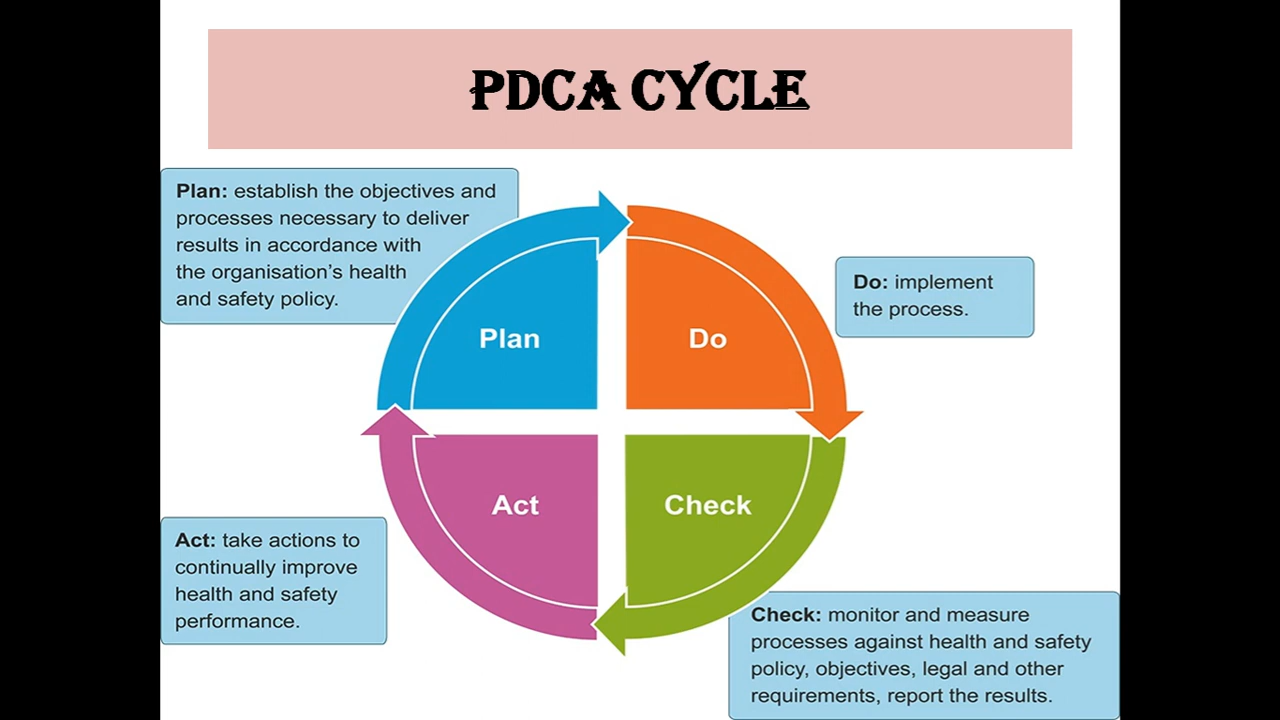 PDCA CYCLE
Plan: establish the objectives and
processes necessary to deliver
results in accordance with
the organisation's health
and safety policy.
Do: implement
the process.
Plan
Do
Act
Check
Act: take actions to
continually improve
health and safety
performance.
Check: monitor and measure
processes against health and safety
policy, objectives, legal and other
requirements, report the results.